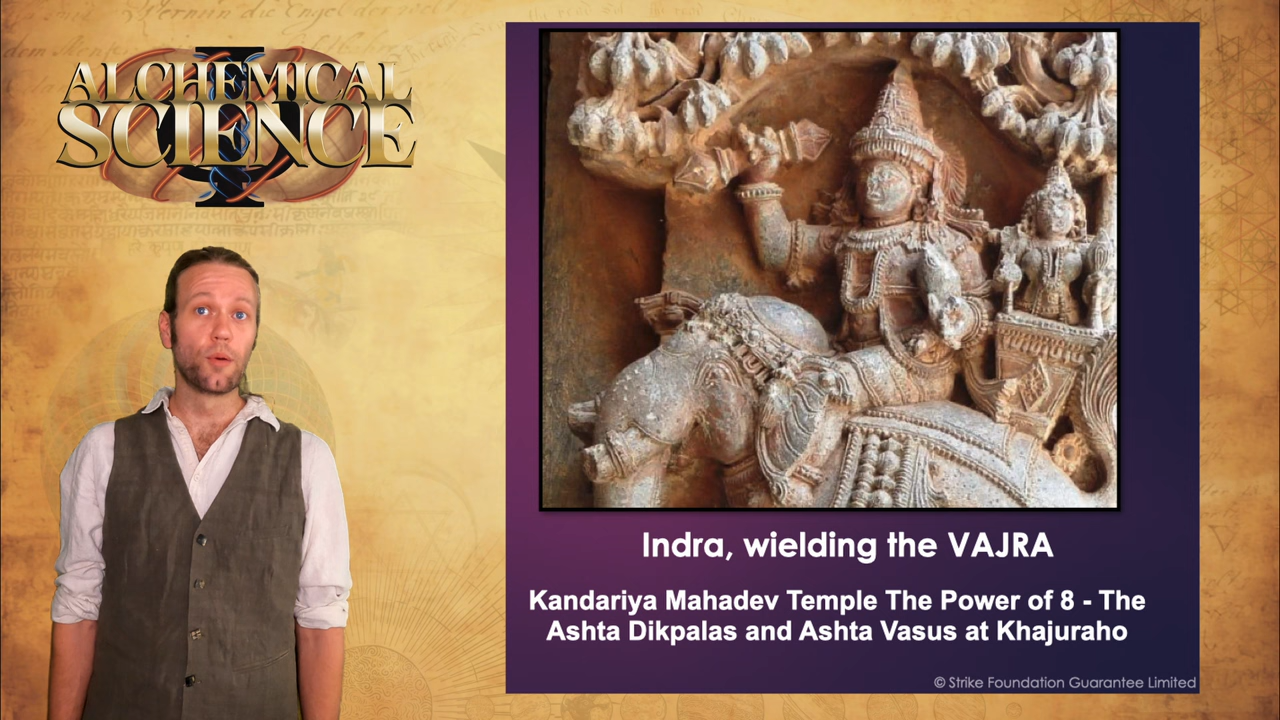 ALCHEMICAL
SCIENCE
Indra, wielding the VAJRA
Kandariya Mahadev Temple The Power of 8 - The
Ashta Dikpalas and Ashta Vasus at Khajuraho
© Strike Foundation Guarantee Limited